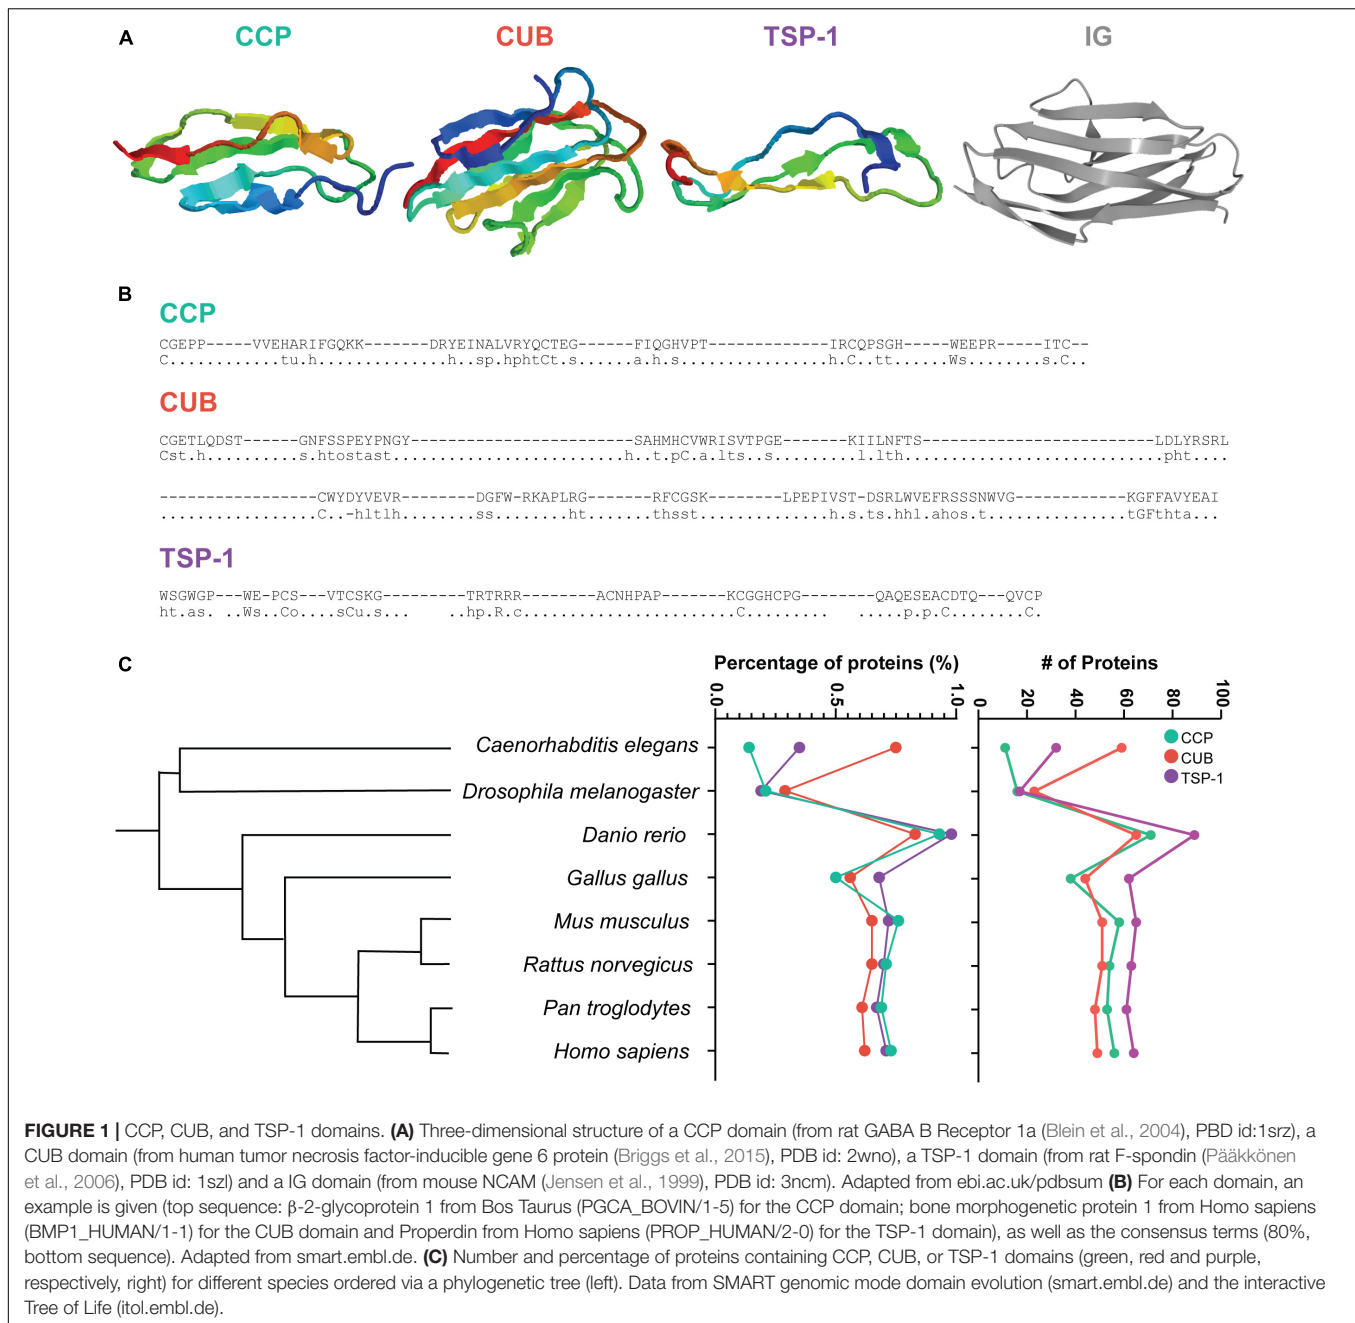 A
CCP
CUB
TSP-1
IG
B
CCP
CGEPP-----VVEHARIFGQKK-------DRYEINALVRYQCTEG------FIQGHVPT-------------IRCQPSGH-----WEEPR-----ITC--
C............tu.h..............h..sp.hphtCt.s......a.h.s................h.C..tt......Ws........s.C..
CUB
CGETLQDST------GNFSSPEYPNGY------------------------SAHMHCVWRISVTPGE-------KIILNFTS-------------------------LDLYRSRL
Cst.h..........s.htostast.........................h..t.pC.a.lts..s.........l.lth............................pht....
-----------------CWYDYVEVR--------DGFW-RKAPLRG-------RFCGSK--------LPEPIVST-DSRLWVEFRSSSNWVG------------KGFFAVYEAI
.................C..-hltlh........ss........ht.......thsst..............h.s.ts.hhl.ahos.t...............tGFthta...
TSP-1
WSGWGP---WE-PCS---VTCSKG---------TRTRRR---------ACNHPAP-------KCGGHCPG--------QAQESEACDTQ---QVCP
ht.as. ..Ws..Co....sCu.s... ..hp.R.c.......................C......... .....p.p.C........C.
C
Percentage of proteins (%)
# of Proteins
0.0
0.5
1.0
0
20
40
60
80
100
CCP
CUB
TSP-1
Caenorhabditis elegans
Drosophila melanogaster
Danio rerio
Gallus gallus
Mus musculus
Rattus norvegicus
Pan troglodytes
Homo sapiens
FIGURE 1 | CCP, CUB, and TSP-1 domains. (A) Three-dimensional structure of a CCP domain (from rat GABA B Receptor 1a (Blein et al., 2004), PBD id:1srz), a
CUB domain (from human tumor necrosis factor-inducible gene 6 protein (Briggs et al., 2015), PDB id: 2wno), a TSP-1 domain (from rat F-spondin (Pääkkönen
et al., 2006), PDB id: 1szl) and a IG domain (from mouse NCAM (Jensen et al., 1999), PDB id: 3ncm). Adapted from ebi.ac.uk/pdbsum (B) For each domain, an
example is given (top sequence: β-2-glycoprotein 1 from Bos Taurus (PGCA_BOVIN/1-5) for the CCP domain; bone morphogenetic protein 1 from Homo sapiens
(BMP1_HUMAN/1-1) for the CUB domain and Properdin from Homo sapiens (PROP_HUMAN/2-0) for the TSP-1 domain), as well as the consensus terms (80%,
bottom sequence). Adapted from smart.embl.de. (C) Number and percentage of proteins containing CCP, CUB, or TSP-1 domains (green, red and purple,
respectively, right) for different species ordered via a phylogenetic tree (left). Data from SMART genomic mode domain evolution (smart.embl.de) and the interactive
Tree of Life (itol.embl.de).